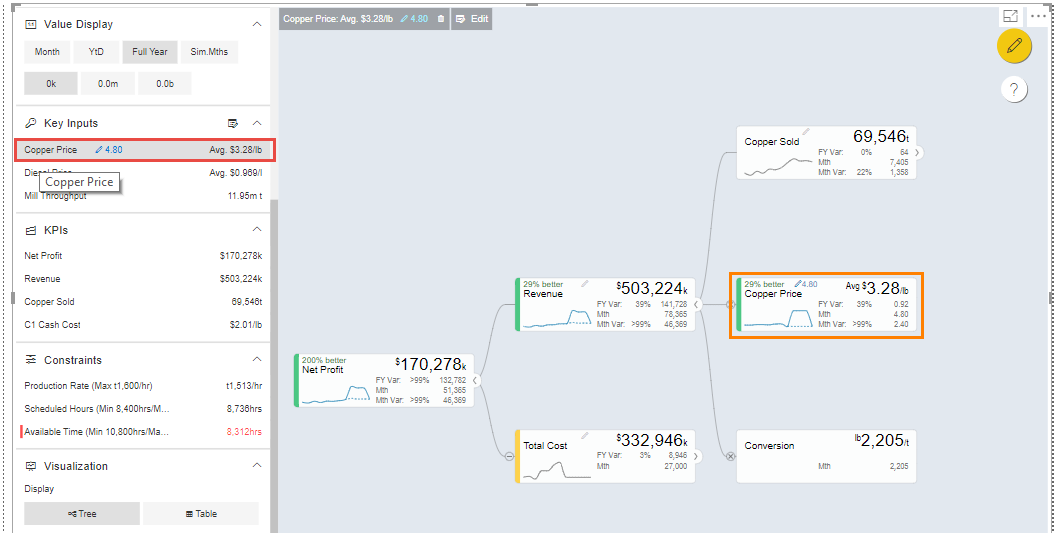 Value Display
Month YtD Full Year Sim.Mths
0k 0.0m 0.0b
Key Inputs
Copper Price 4.80 Avg. $3.28/lb
Diesel Price Avg. $0.969/l
Copper Price
Mill Throughput 11.95m t
KPIs
Net Profit $170,278k
Revenue $503,224k
Copper Sold 69,546t
C1 Cash Cost $2.01/lb
Constraints
Production Rate (Max t1,600/hr) t1,513/hr
Scheduled Hours (Min 8,400hrs/M... 8,736hrs
Available Time (Min 10,800hrs/Ma... 8,312hrs
Visualization
Display
Tree Table
Copper Price: Avg. $3.28/lb 4.80 Edit
?
200% better
Net Profit $170,278k
FY Var: >99% 132,782
Mth 51,365
Mth Var: >99% 46,369
29% better
Revenue $503,224k
FY Var: 39% 141,728
Mth 78,365
Mth Var: >99% 46,369
Total Cost $332,946k
FY Var: 3% 8,946
Mth 27,000
Copper Sold 69,546t
FY Var: 0% 64
Mth 7,405
Mth Var: 22% 1,358
29% better 4.80 Avg $3.28/lb
Copper Price
FY Var: 39% 0.92
Mth 4.80
Mth Var: >99% 2.40
Conversion lb2,205/t
Mth 2,205